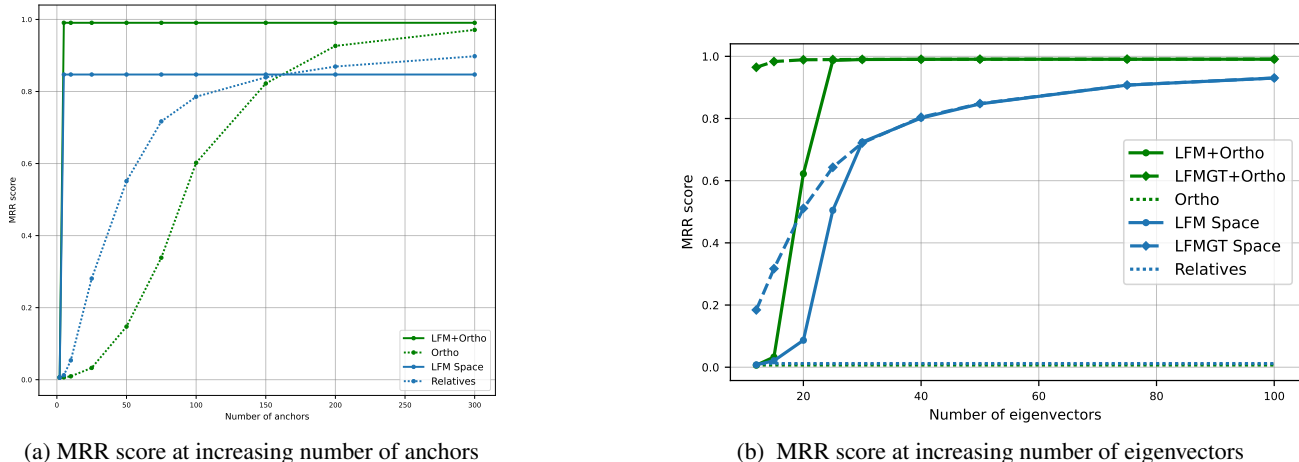 1.0
0.8
0.6
0.4
0.2
0.0
MRR score
0
50
100
150
200
250
300
Number of anchors
LFM+Ortho
Ortho
LFM Space
Relatives
(a) MRR score at increasing number of anchors
1.0
0.8
0.6
0.4
0.2
0.0
MRR score
20
40
60
80
100
Number of eigenvectors
LFM+Ortho
LFMGT+Ortho
Ortho
LFM Space
LFMGT Space
Relatives
(b) MRR score at increasing number of eigenvectors